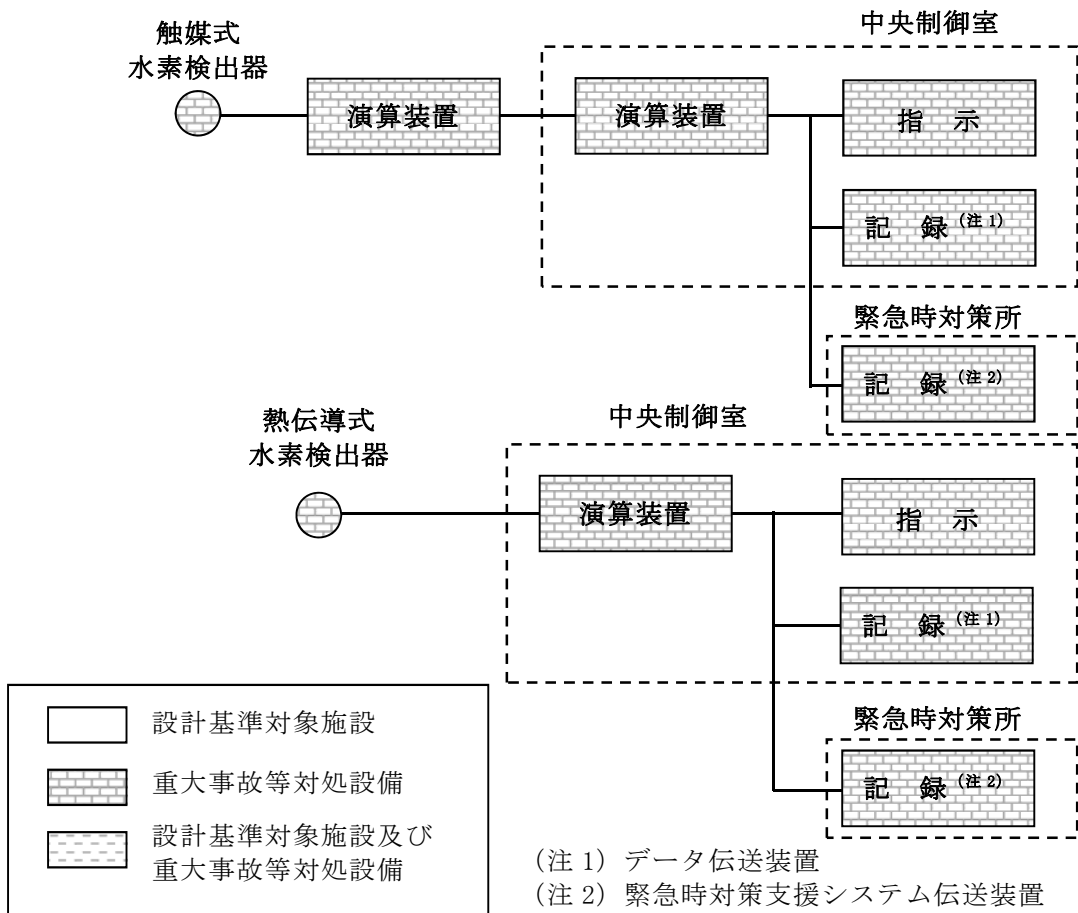 中央制御室
触媒式
水素検出器
演算装置
演算装置
指 示
記 録 (注1)
緊急時対策所
記 録 (注2)
中央制御室
熱伝導式
水素検出器
演算装置
指 示
記 録 (注1)
緊急時対策所
記 録 (注2)
設計基準対象施設
重大事故等対処設備
設計基準対象施設及び
重大事故等対処設備
(注1) データ伝送装置
(注2) 緊急時対策支援システム伝送装置